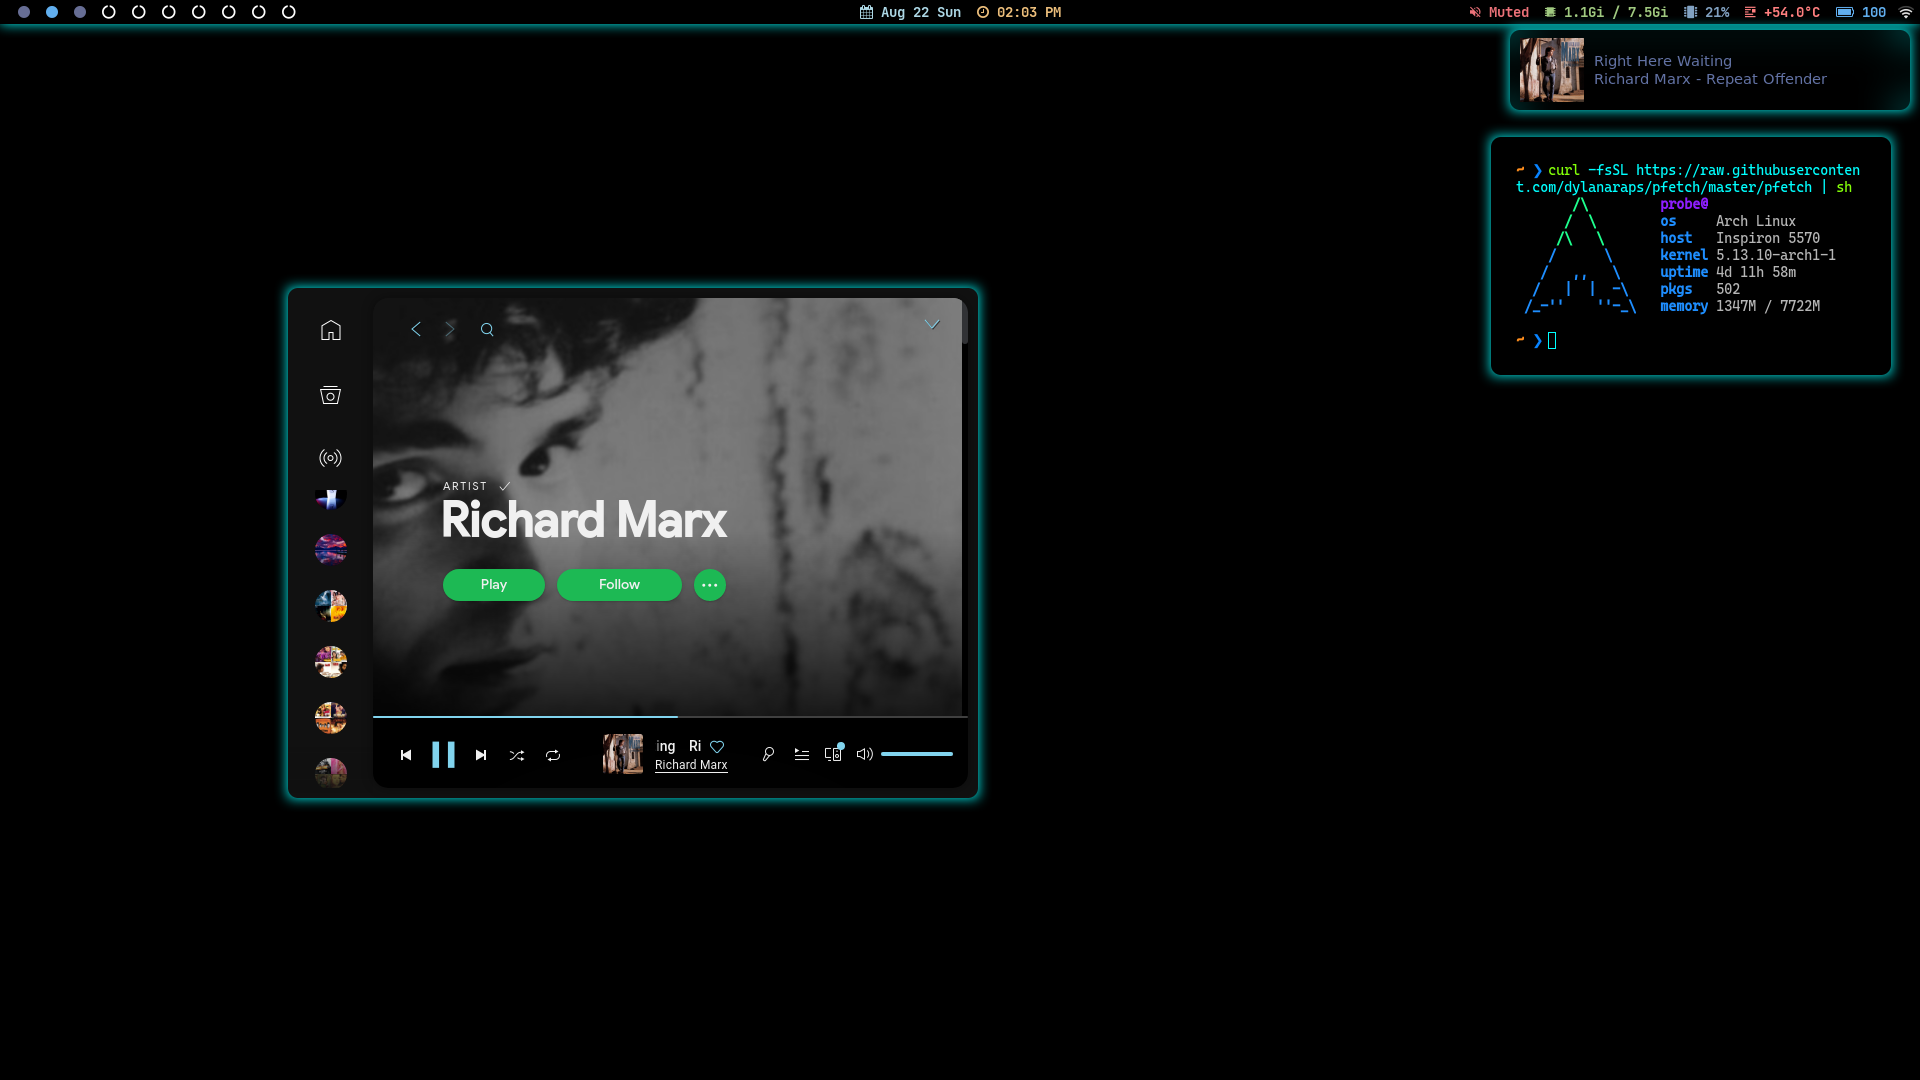 Aug 22 Sun 02:03 PM
Muted 1.1Gi / 7.5Gi 21% +54.0°C 100
Right Here Waiting
Richard Marx - Repeat Offender
~ ❯ curl -fsSL https://raw.githubuserconten
t.com/dylanaraps/pfetch/master/pfetch | sh
probe@
os Arch Linux
host Inspiron 5570
kernel 5.13.10-arch1-1
uptime 4d 11h 58m
pkgs 502
memory 1347M / 7722M
~ ❯
ARTIST
Richard Marx
Play Follow
ing Ri
Richard Marx